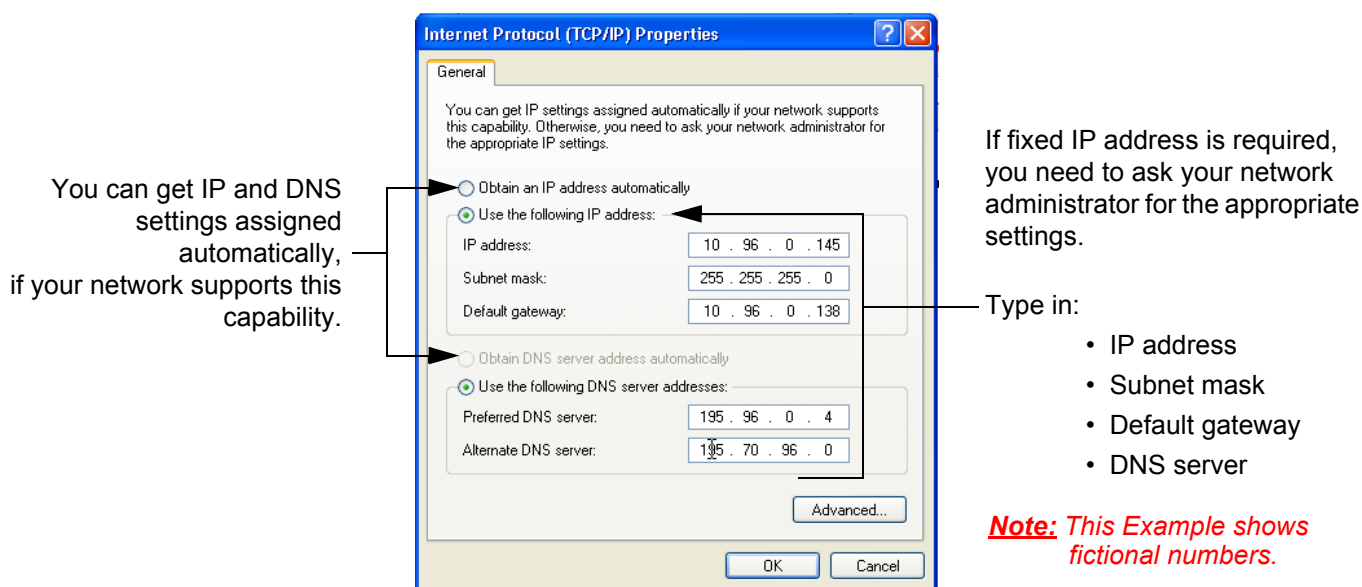 Internet Protocol (TCP/IP) Properties
General
You can get IP settings assigned automatically if your network supports
this capability. Otherwise, you need to ask your network administrator for
the appropriate IP settings.
Obtain an IP address automatically
Use the following IP address:
IP address: 10 . 96 . 0 . 145
Subnet mask: 255 . 255 . 255 . 0
Default gateway: 10 . 96 . 0 . 138
Obtain DNS server address automatically
Use the following DNS server addresses:
Preferred DNS server: 195 . 96 . 0 . 4
Alternate DNS server: 195 . 70 . 96 . 0
Advanced...
OK
Cancel
You can get IP and DNS
settings assigned
automatically,
if your network supports this
capability.
If fixed IP address is required,
you need to ask your network
administrator for the appropriate
settings.
Type in:
• IP address
• Subnet mask
• Default gateway
• DNS server
Note: This Example shows
fictional numbers.